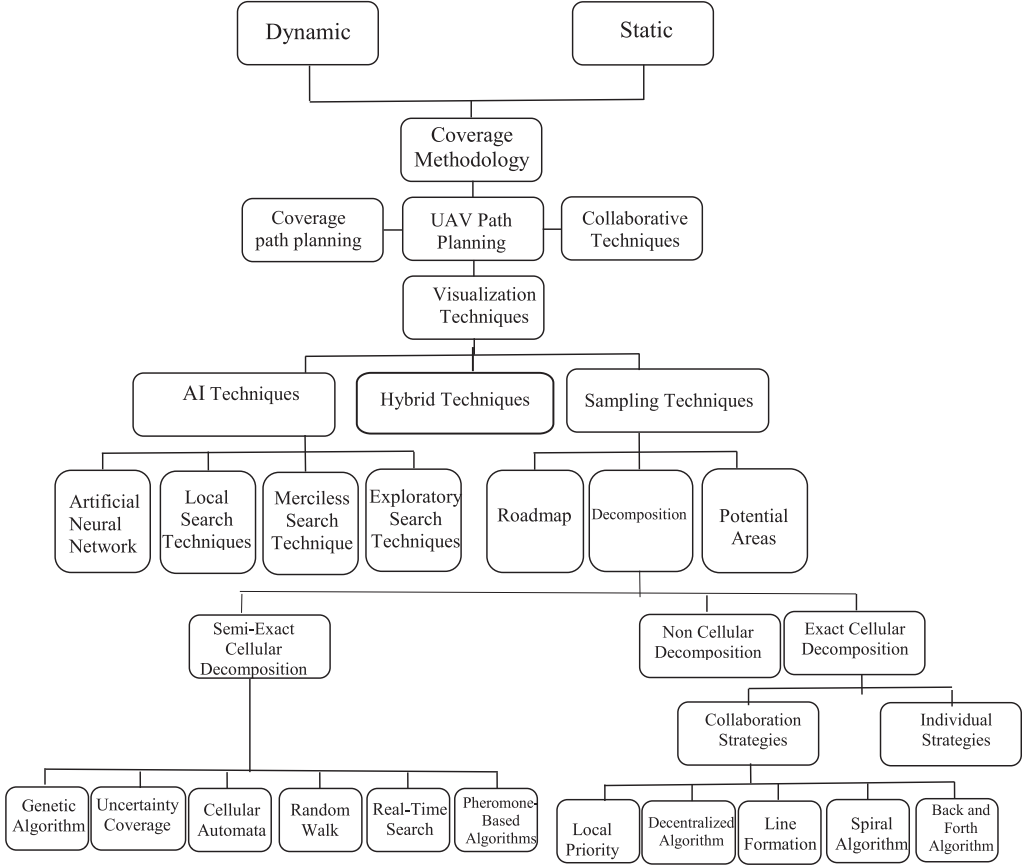 Dynamic
Static
Coverage
Methodology
Coverage
path planning
UAV Path
Planning
Collaborative
Techniques
Visualization
Techniques
AI Techniques
Hybrid Techniques
Sampling Techniques
Artificial
Neural
Network
Local
Search
Techniques
Merciless
Search
Technique
Exploratory
Search
Techniques
Roadmap
Decomposition
Potential
Areas
Semi-Exact
Cellular
Decomposition
Non Cellular
Decomposition
Exact Cellular
Decomposition
Collaboration
Strategies
Individual
Strategies
Genetic
Algorithm
Uncertainty
Coverage
Cellular
Automata
Random
Walk
Real-Time
Search
Pheromone-
Based
Algorithms
Local
Priority
Decentralized
Algorithm
Line
Formation
Spiral
Algorithm
Back and
Forth
Algorithm